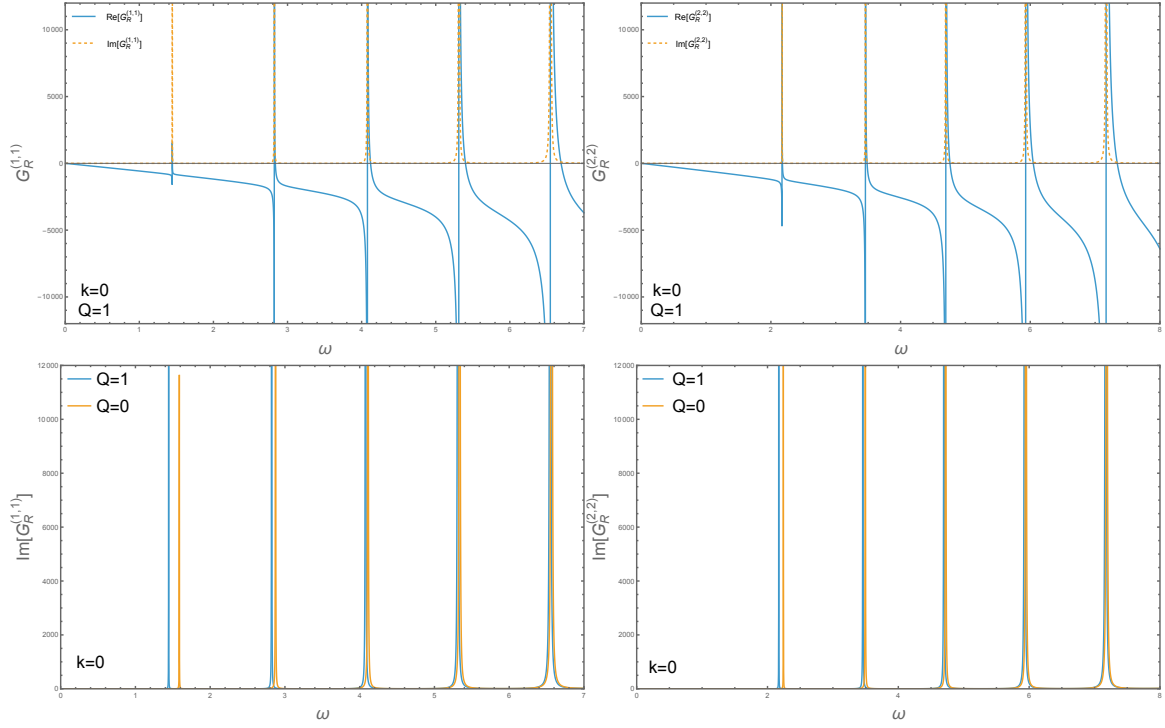 Re[G_R^(1,1)]
Im[G_R^(1,1)]
10000
5000
0
-5000
-10000
G_R^(1,1)
k=0
Q=1
0 1 2 3 4 5 6 7
ω
Re[G_R^(2,2)]
Im[G_R^(2,2)]
10000
5000
0
-5000
-10000
G_R^(2,2)
k=0
Q=1
0 2 4 6 8
ω
Q=1
Q=0
12000
10000
8000
6000
4000
2000
0
Im[G_R^(1,1)]
k=0
0 1 2 3 4 5 6 7
ω
Q=1
Q=0
12000
10000
8000
6000
4000
2000
0
Im[G_R^(2,2)]
k=0
0 2 4 6 8
ω